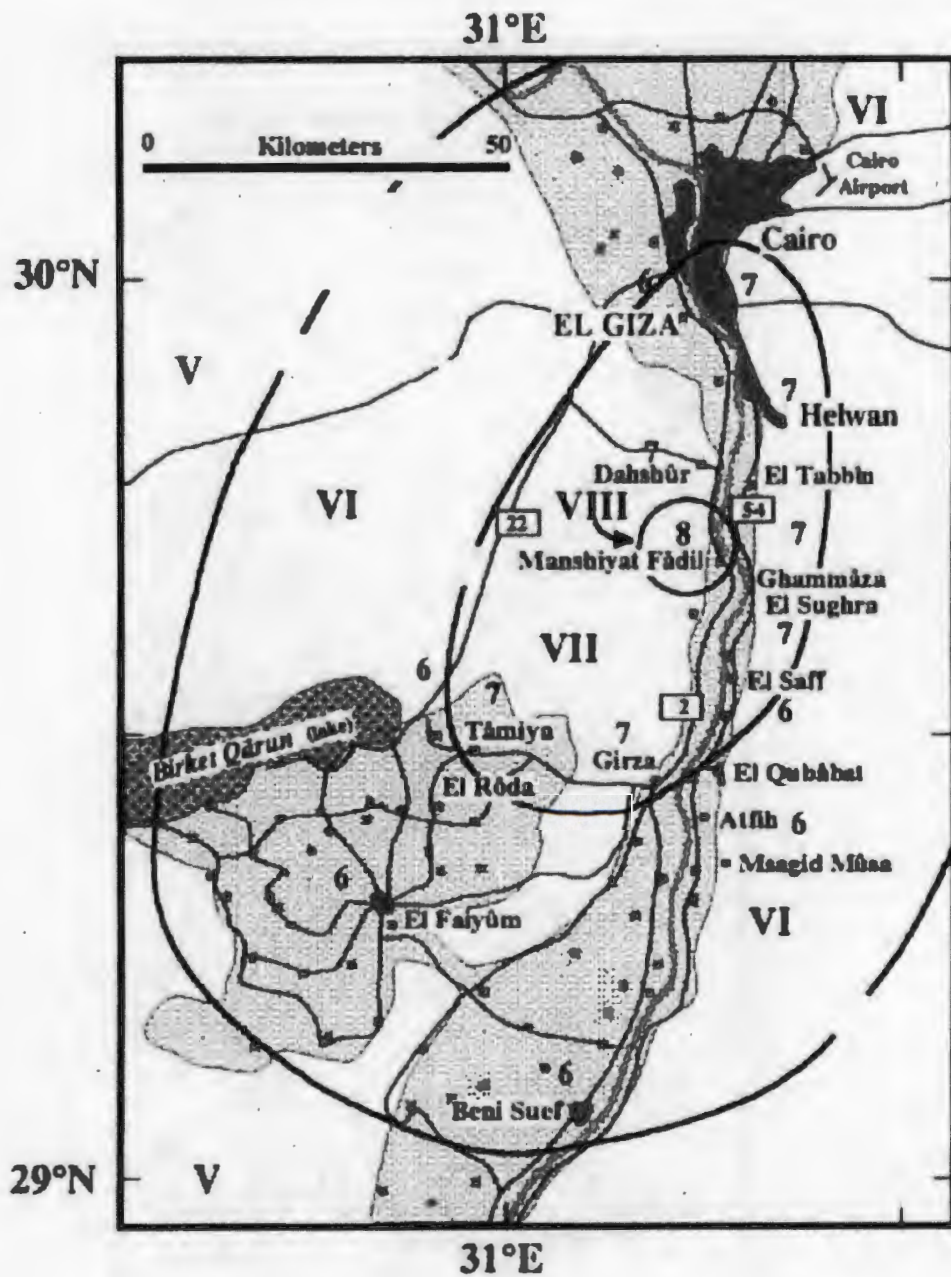 31°E
VI
0 Kilometers 50
Cairo
Airport
Cairo
30°N
7
6
EL GIZA
V
7
Helwan
Dahshûr
7
El Tabbin
VI
VIII
22
54
8
7
Manshiyat Fâdil
Ghammâza
El Sughra
VII
7
6
El Saff
7
2
6
Tâmiya
7
Birket Qârun (lake)
Girza
El Rôda
El Qubâbat
Atfih 6
6
Maagid Mûsa
El Faiyûm
VI
6
Beni Suef
29°N
V
31°E